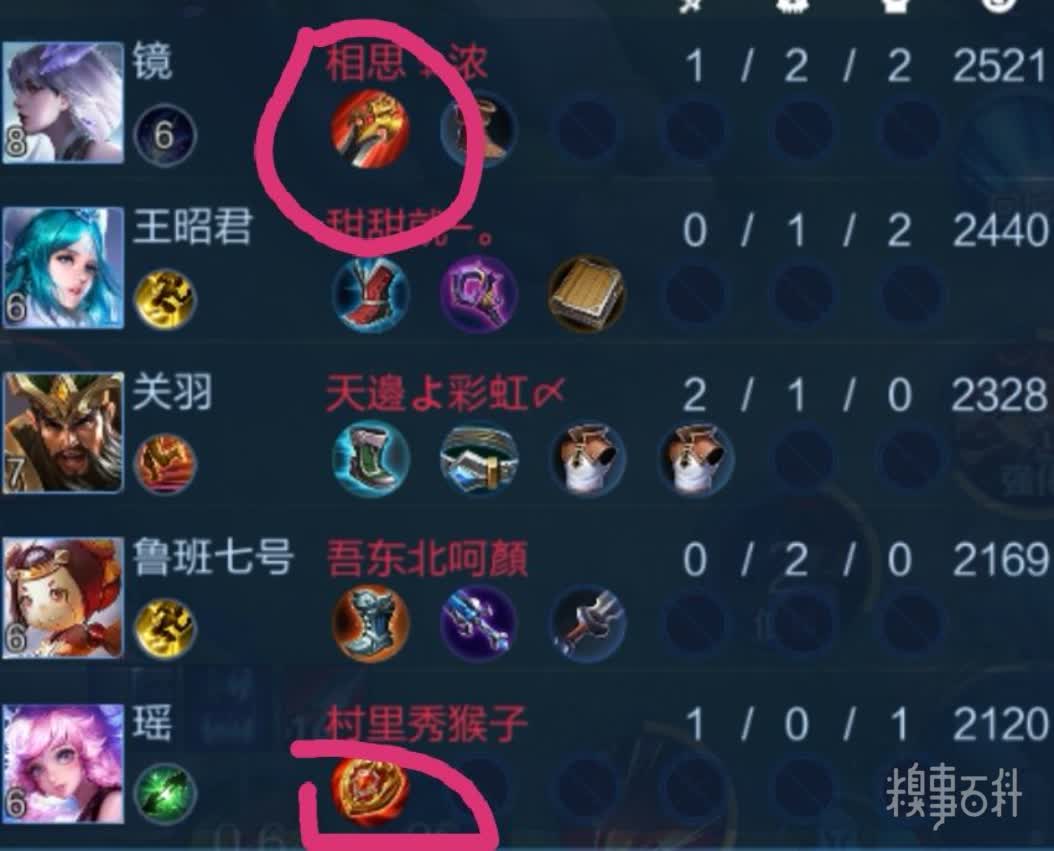 镜 相思 浓 1 / 2 / 2 2521
8 6
王昭君 甜甜就 。 0 / 1 / 2 2440
6
关羽 天邊よ彩虹〆 2 / 1 / 0 2328
7
鲁班七号 吾东北呵顏 0 / 2 / 0 2169
6
瑶 村里秀猴子 1 / 0 / 1 2120
6
糗事百科